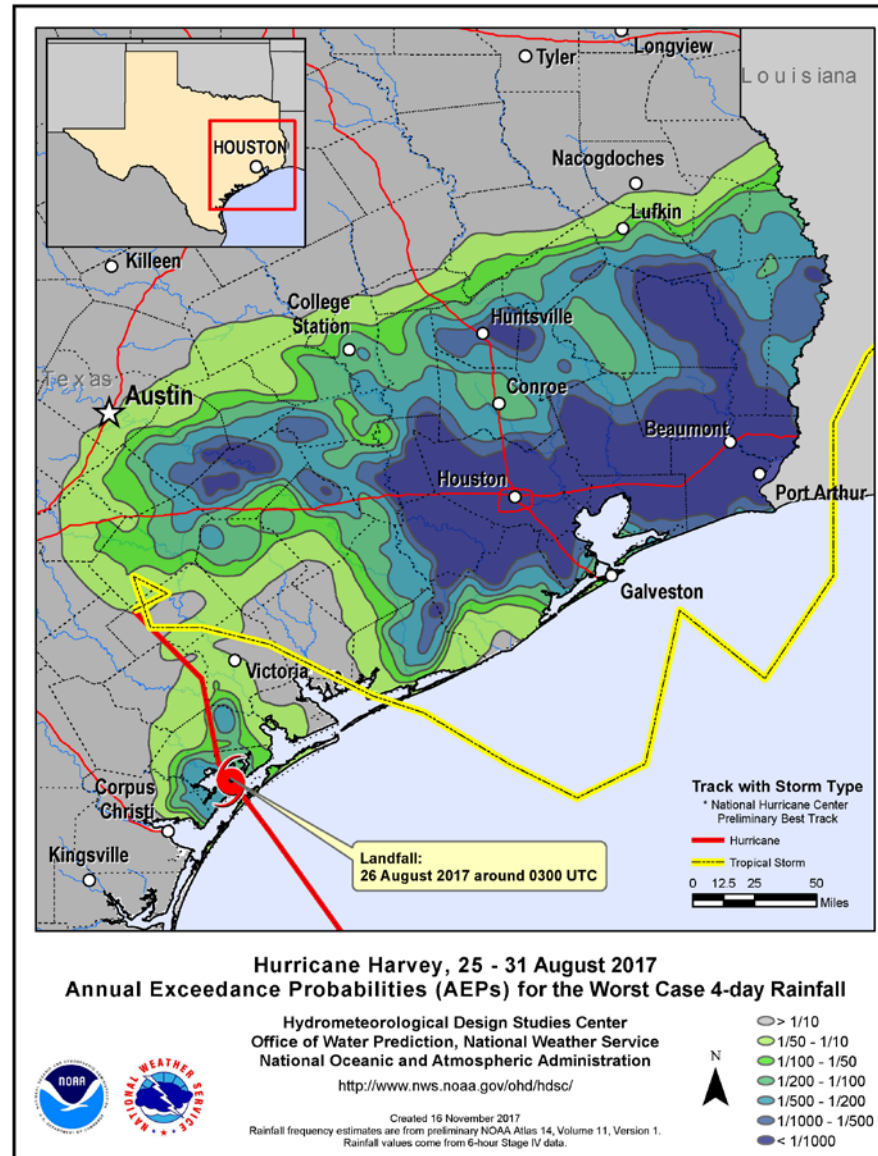 Longview
Tyler
Louisiana
HOUSTON
Nacogdoches
Lufkin
Killeen
College
Station
Huntsville
Texas
Austin
Conroe
Beaumont
Houston
Port Arthur
Galveston
Victoria
Corpus
Christi
Kingsville
Landfall:
26 August 2017 around 0300 UTC
Track with Storm Type
* National Hurricane Center
Preliminary Best Track
Hurricane
Tropical Storm
0 12.5 25 50
Miles
Hurricane Harvey, 25 - 31 August 2017
Annual Exceedance Probabilities (AEPs) for the Worst Case 4-day Rainfall
Hydrometeorological Design Studies Center
Office of Water Prediction, National Weather Service
National Oceanic and Atmospheric Administration
http://www.nws.noaa.gov/ohd/hdsc/
Created 16 November 2017
Rainfall frequency estimates are from preliminary NOAA Atlas 14, Volume 11, Version 1.
Rainfall values come from 6-hour Stage IV data.
NOAA
NATIONAL WEATHER SERVICE
N
> 1/10
1/50 - 1/10
1/100 - 1/50
1/200 - 1/100
1/500 - 1/200
1/1000 - 1/500
< 1/1000